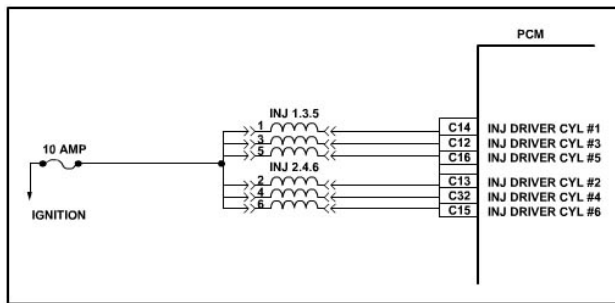 PCM
INJ 1.3.5
1
3
5
C14 INJ DRIVER CYL #1
C12 INJ DRIVER CYL #3
C16 INJ DRIVER CYL #5
10 AMP
IGNITION
INJ 2.4.6
2
4
6
C13 INJ DRIVER CYL #2
C32 INJ DRIVER CYL #4
C15 INJ DRIVER CYL #6